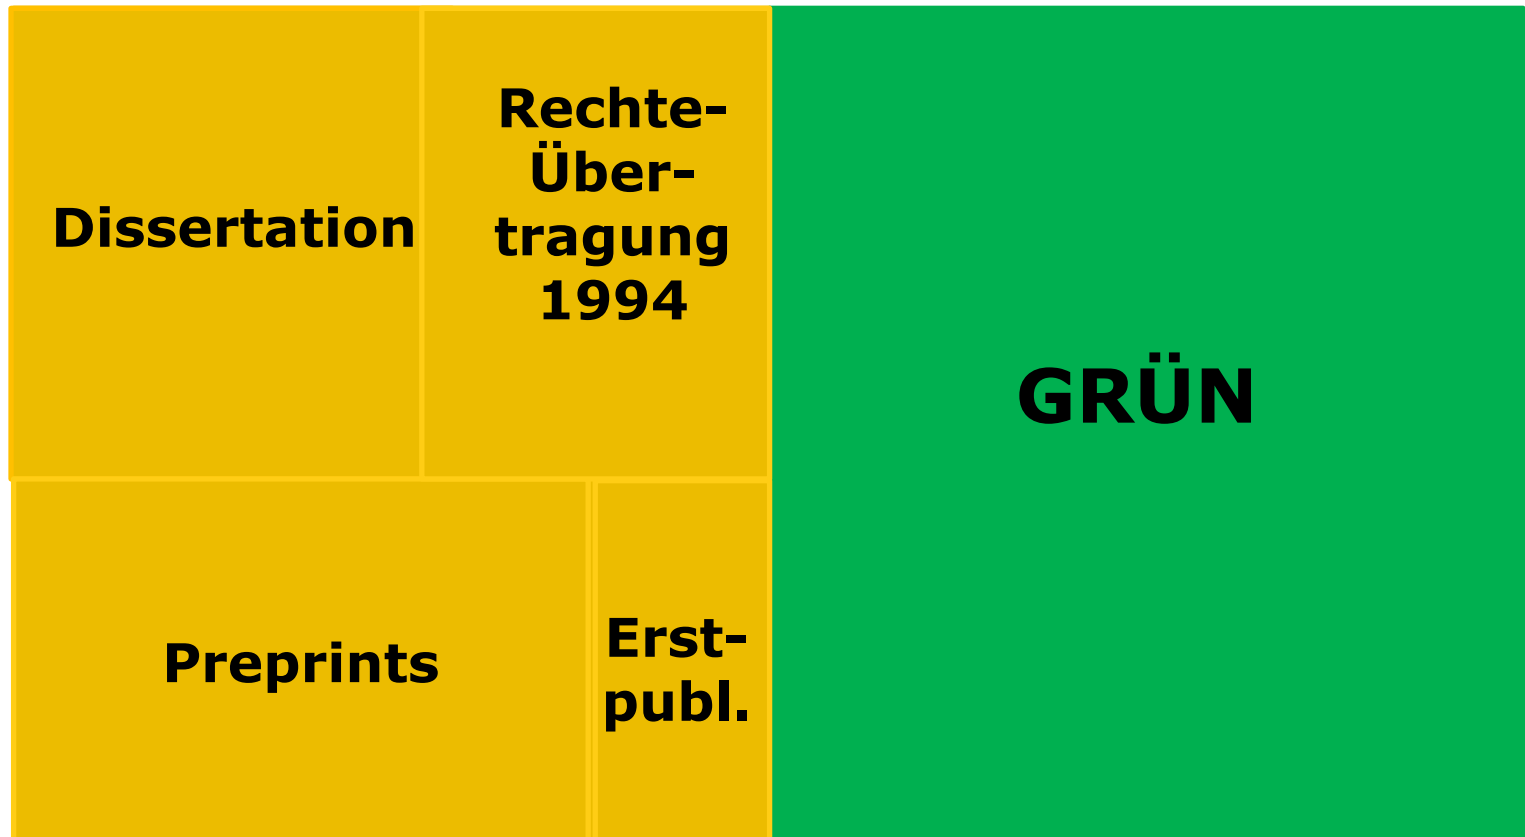 Dissertation
Rechte-
Über-
tragung
1994
GRÜN
Preprints
Erst-
publ.